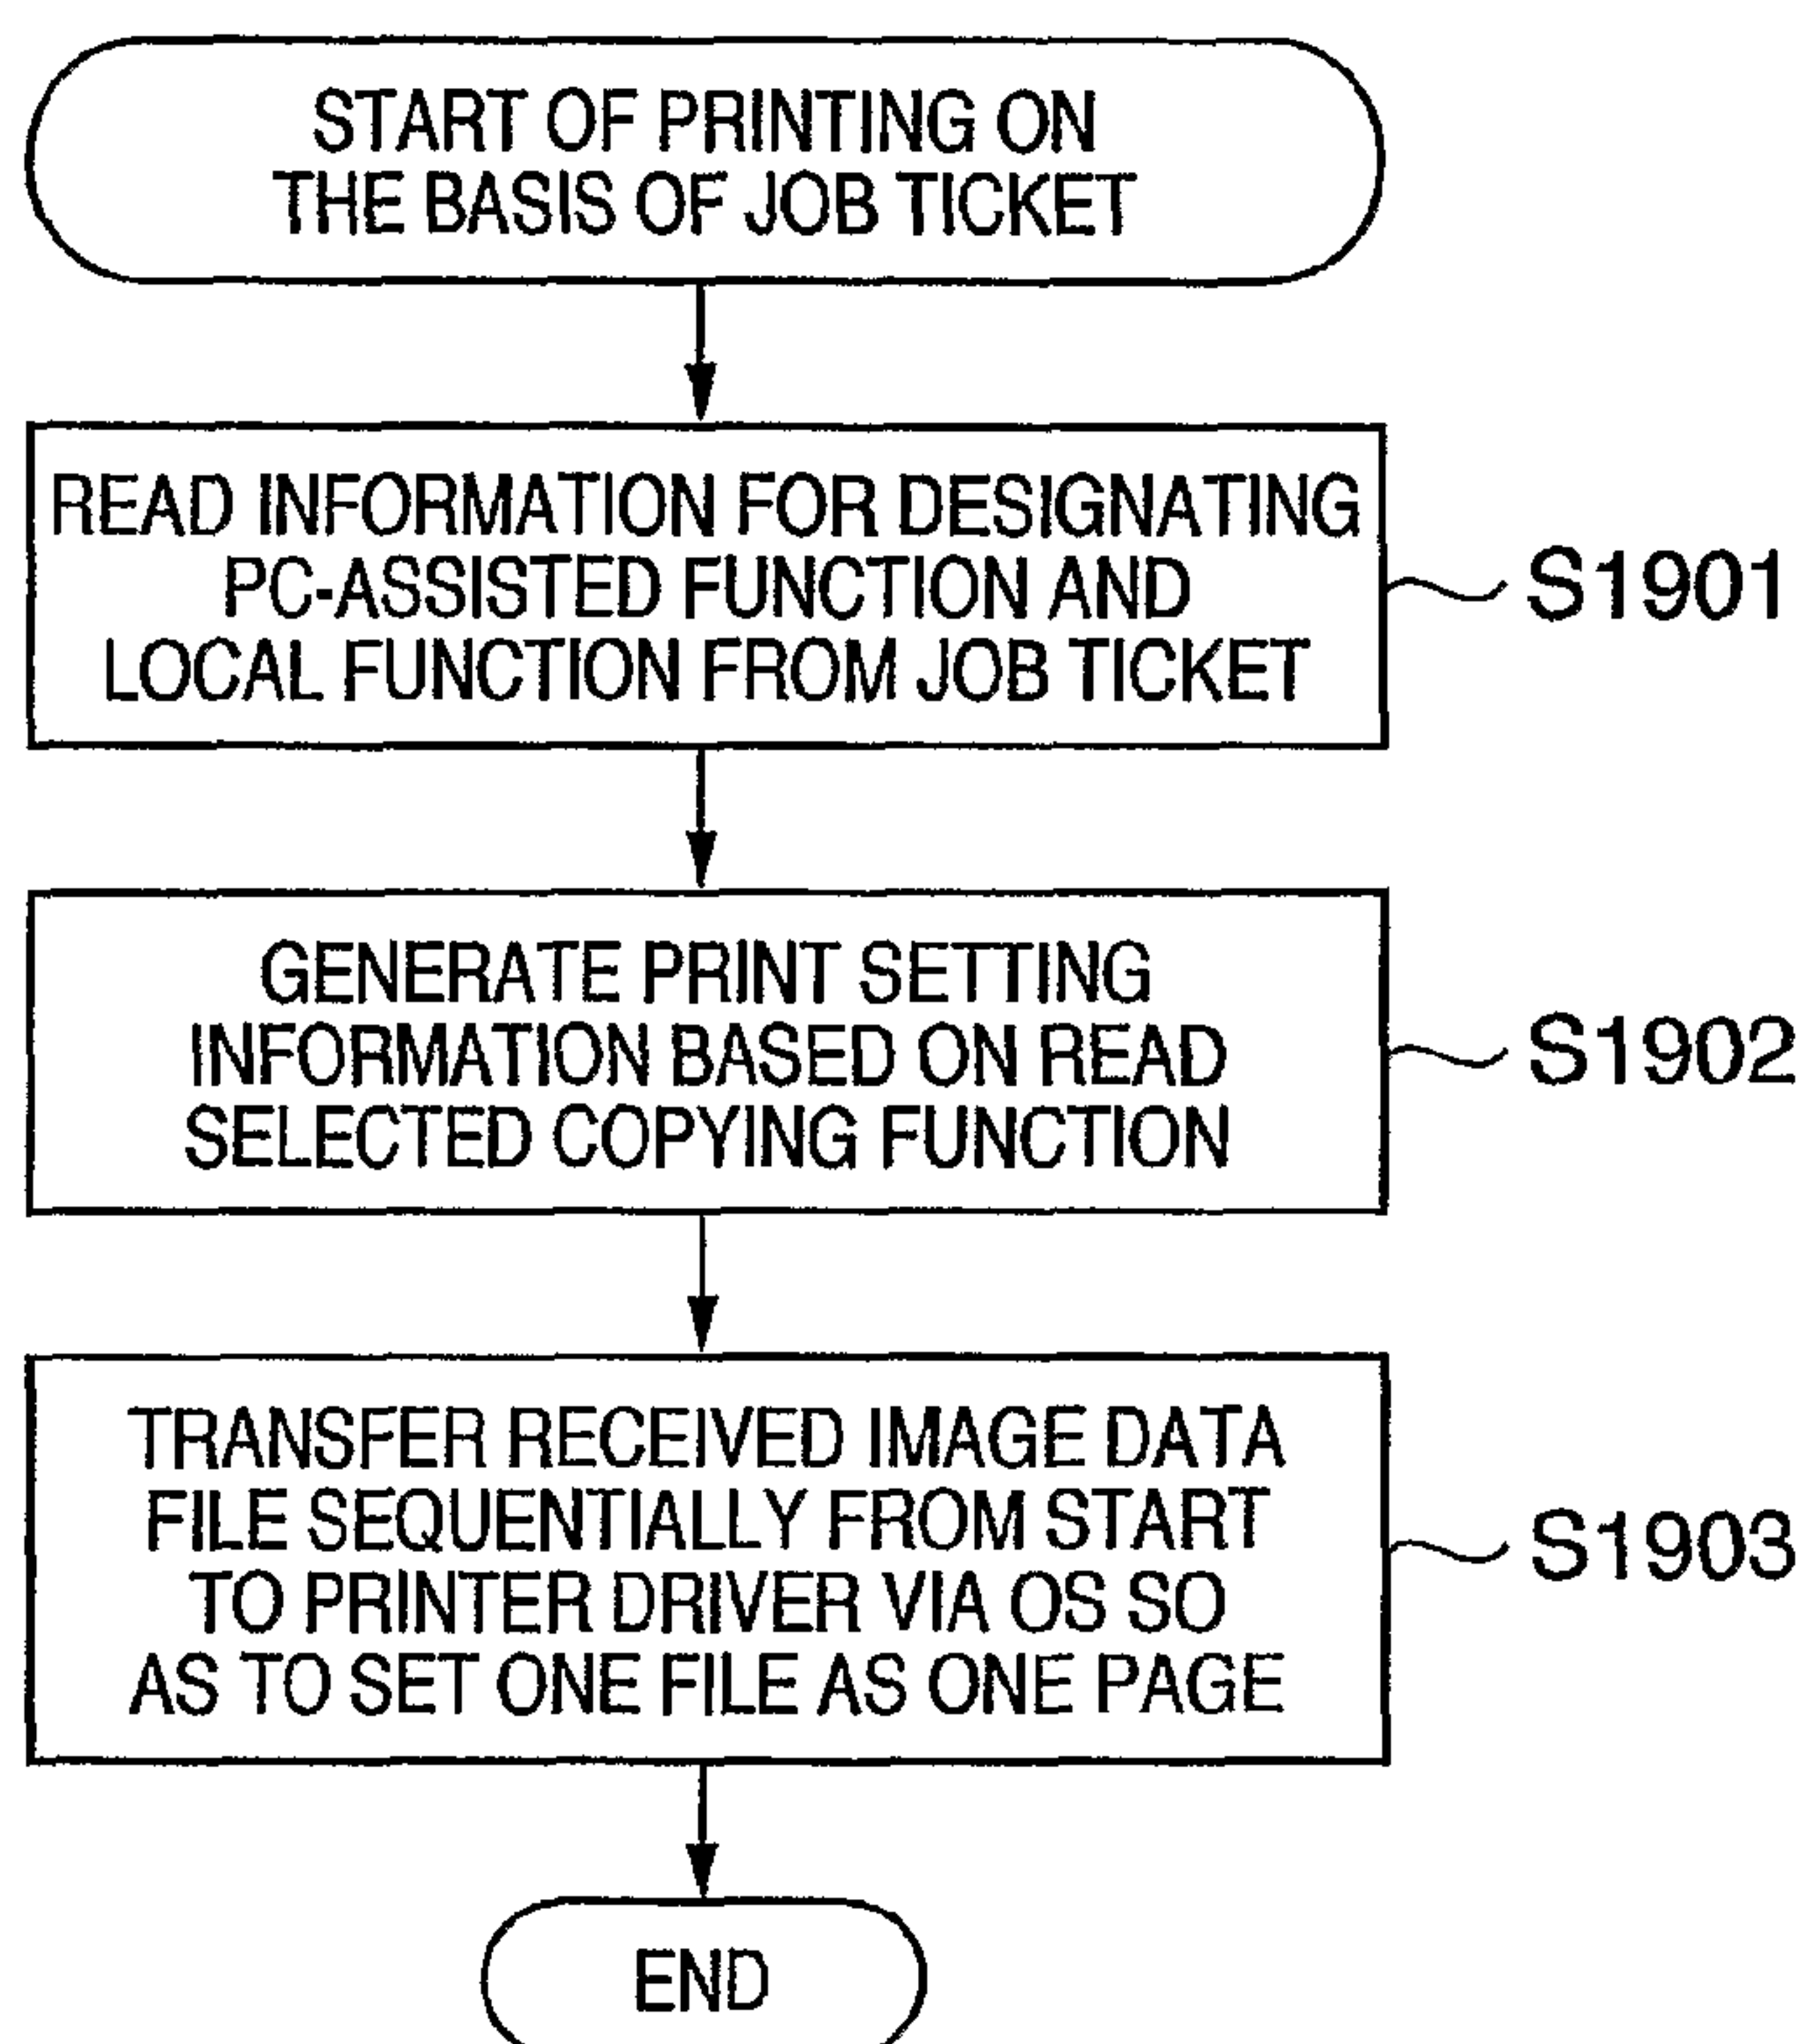 START OF PRINTING ON
THE BASIS OF JOB TICKET
READ INFORMATION FOR DESIGNATING
PC-ASSISTED FUNCTION AND
LOCAL FUNCTION FROM JOB TICKET
S1901
GENERATE PRINT SETTING
INFORMATION BASED ON READ
SELECTED COPYING FUNCTION
S1902
TRANSFER RECEIVED IMAGE DATA
FILE SEQUENTIALLY FROM START
TO PRINTER DRIVER VIA OS SO
AS TO SET ONE FILE AS ONE PAGE
S1903
END